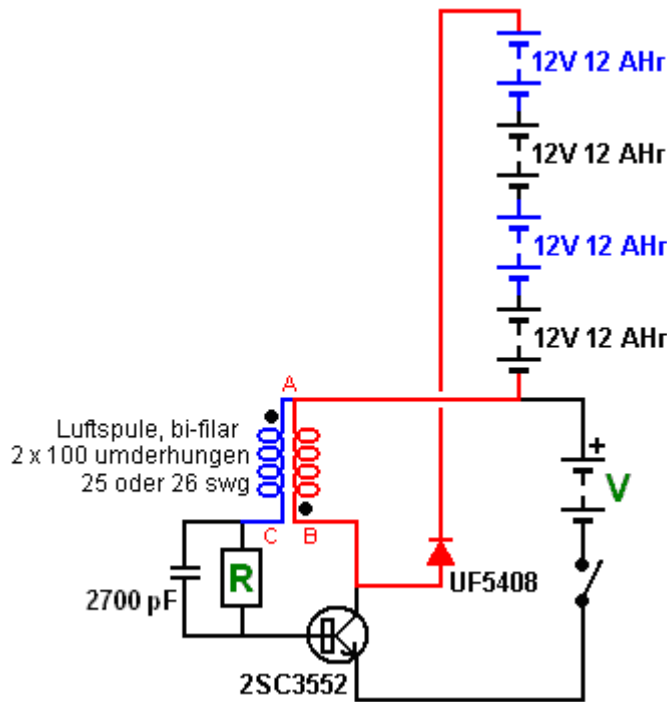 12V 12 AHr
12V 12 AHr
12V 12 AHr
12V 12 AHr
A
Luftspule, bi-filar
2 x 100 umderhungen
25 oder 26 swg
+
V
C
B
R
2700 pF
UF5408
2SC3552